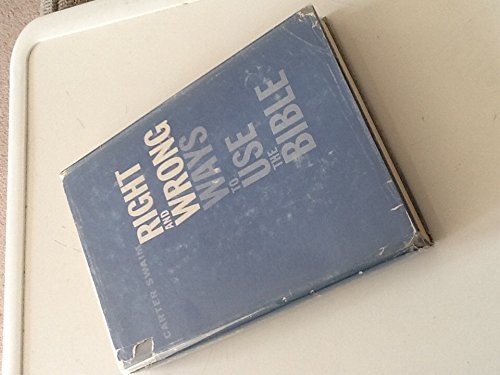 RIGHT
AND
WRONG
WAYS
TO
USE
THE
BIBLE
CARTER SWAIM